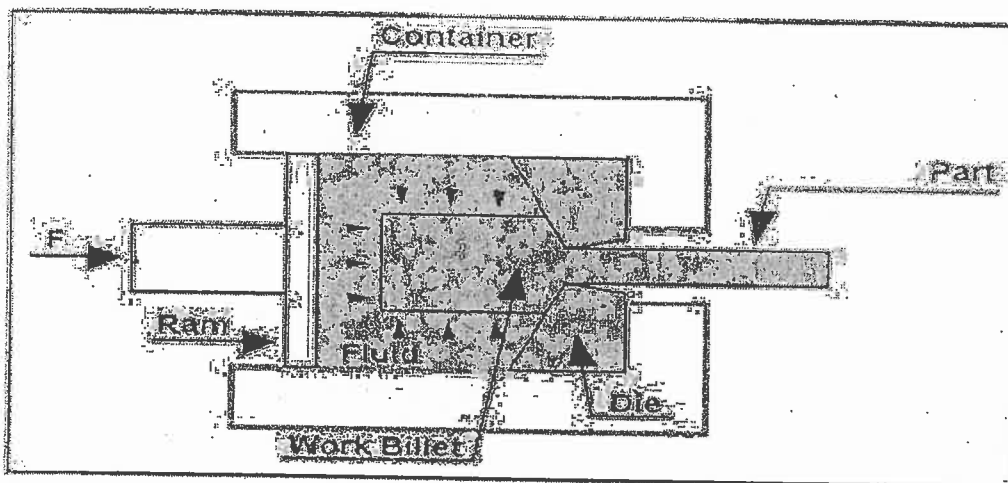 Container
Part
F
Ram
Fluid
Die
Work Billet